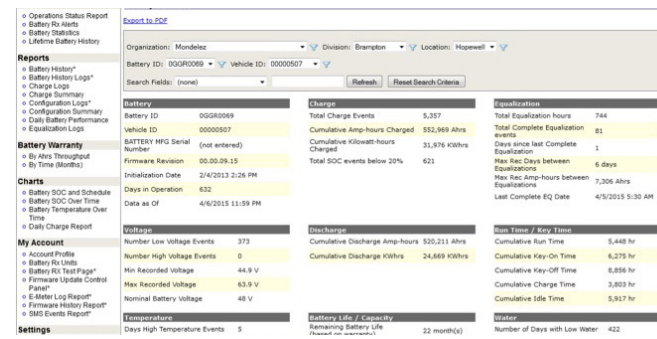 Operations Status Report
Battery Rx Alerts
Battery Statistics
Lifetime Battery History
Reports
Battery History*
Battery History Logs*
Charge Logs
Charge Summary
Configuration Logs*
Configuration Summary
Daily Battery Performance
Equalization Logs
Battery Warranty
By Ahrs Throughput
By Time (Months)
Charts
Battery SOC and Schedule
Battery SOC Over Time
Battery Temperature Over
Time
Daily Charge Report
My Account
Account Profile
Battery Rx Units
Battery RX Test Page*
Firmware Update Control
Panel*
E-Meter Log Report*
Firmware History Report*
SMS Events Report*
Settings
Export to PDF
Organization: Mondelez Division: Brampton Location: Hopewell
Battery ID: 0GGR0069 Vehicle ID: 00000507
Search Fields: (none) Refresh Reset Search Criteria
Battery
Battery ID 0GGR0069
Vehicle ID 00000507
BATTERY MFG Serial
Number (not entered)
Firmware Revision 00.00.09.15
Initialization Date 2/4/2013 2:26 PM
Days in Operation 632
Data as Of 4/6/2015 11:59 PM
Charge
Total Charge Events 5,357
Cumulative Amp-hours Charged 552,969 Ahrs
Cumulative Kilowatt-hours
Charged 31,976 KWhrs
Total SOC events below 20% 621
Equalization
Total Equalization hours 744
Total Complete Equalization
events 81
Days since last Complete
Equalization 1
Max Rec Days between
Equalizations 6 days
Max Rec Amp-hours between
Equalizations 7,306 Ahrs
Last Complete EQ Date 4/5/2015 5:30 AM
Voltage
Number Low Voltage Events 373
Number High Voltage Events 0
Min Recorded Voltage 44.9 V
Max Recorded Voltage 63.9 V
Nominal Battery Voltage 48 V
Discharge
Cumulative Discharge Amp-hours 520,211 Ahrs
Cumulative Discharge KWhrs 24,669 KWhrs
Run Time / Key Time
Cumulative Run Time 5,448 hr
Cumulative Key-On Time 6,275 hr
Cumulative Key-Off Time 8,856 hr
Cumulative Charge Time 3,803 hr
Cumulative Idle Time 5,917 hr
Temperature
Days High Temperature Events 5
Battery Life / Capacity
Remaining Battery Life
(based on warranty) 22 month(s)
Water
Number of Days with Low Water 422